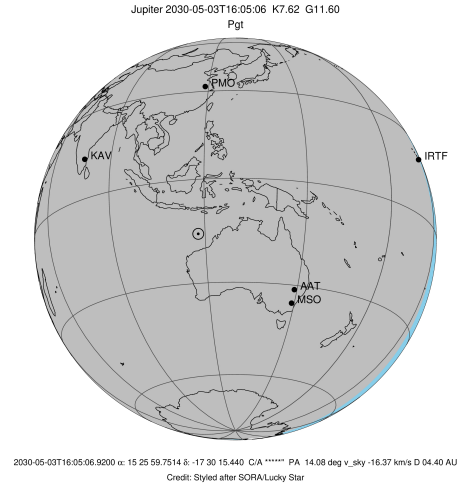 Jupiter 2030-05-03T16:05:06 K7.62 G11.60
Pgt
PMO
KAV
IRTF
AAT
MSO
2030-05-03T16:05:06.9200 α: 15 25 59.7514 δ: -17 30 15.440 C/A *****" PA 14.08 deg v_sky -16.37 km/s D 04.40 AU
Credit: Styled after SORA/Lucky Star